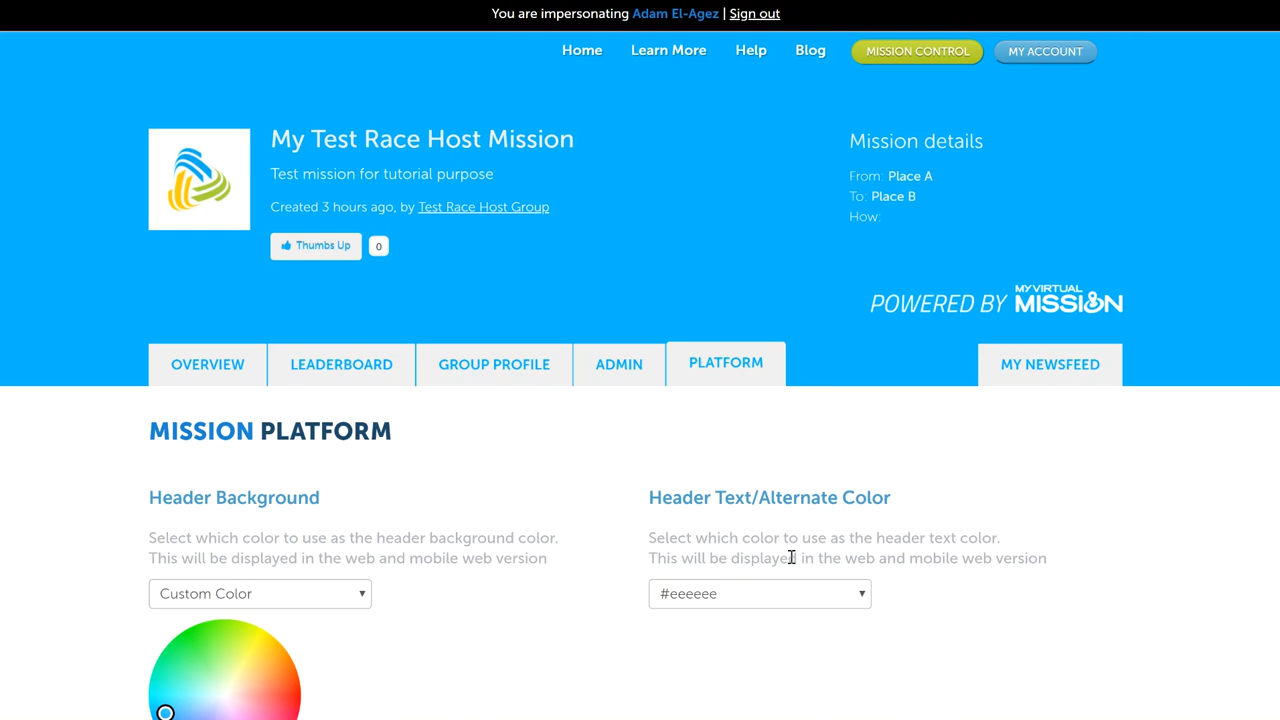 You are impersonating Adam El-Agez | Sign out
Home Learn More Help Blog MISSION CONTROL MY ACCOUNT
My Test Race Host Mission
Test mission for tutorial purpose
Created 3 hours ago, by Test Race Host Group
Thumbs Up 0
Mission details
From: Place A
To: Place B
How:
POWERED BY MY VIRTUAL MISSION
OVERVIEW LEADERBOARD GROUP PROFILE ADMIN PLATFORM MY NEWSFEED
MISSION PLATFORM
Header Background
Select which color to use as the header background color.
This will be displayed in the web and mobile web version
Custom Color
Header Text/Alternate Color
Select which color to use as the header text color.
This will be displayed in the web and mobile web version
#eeeeee